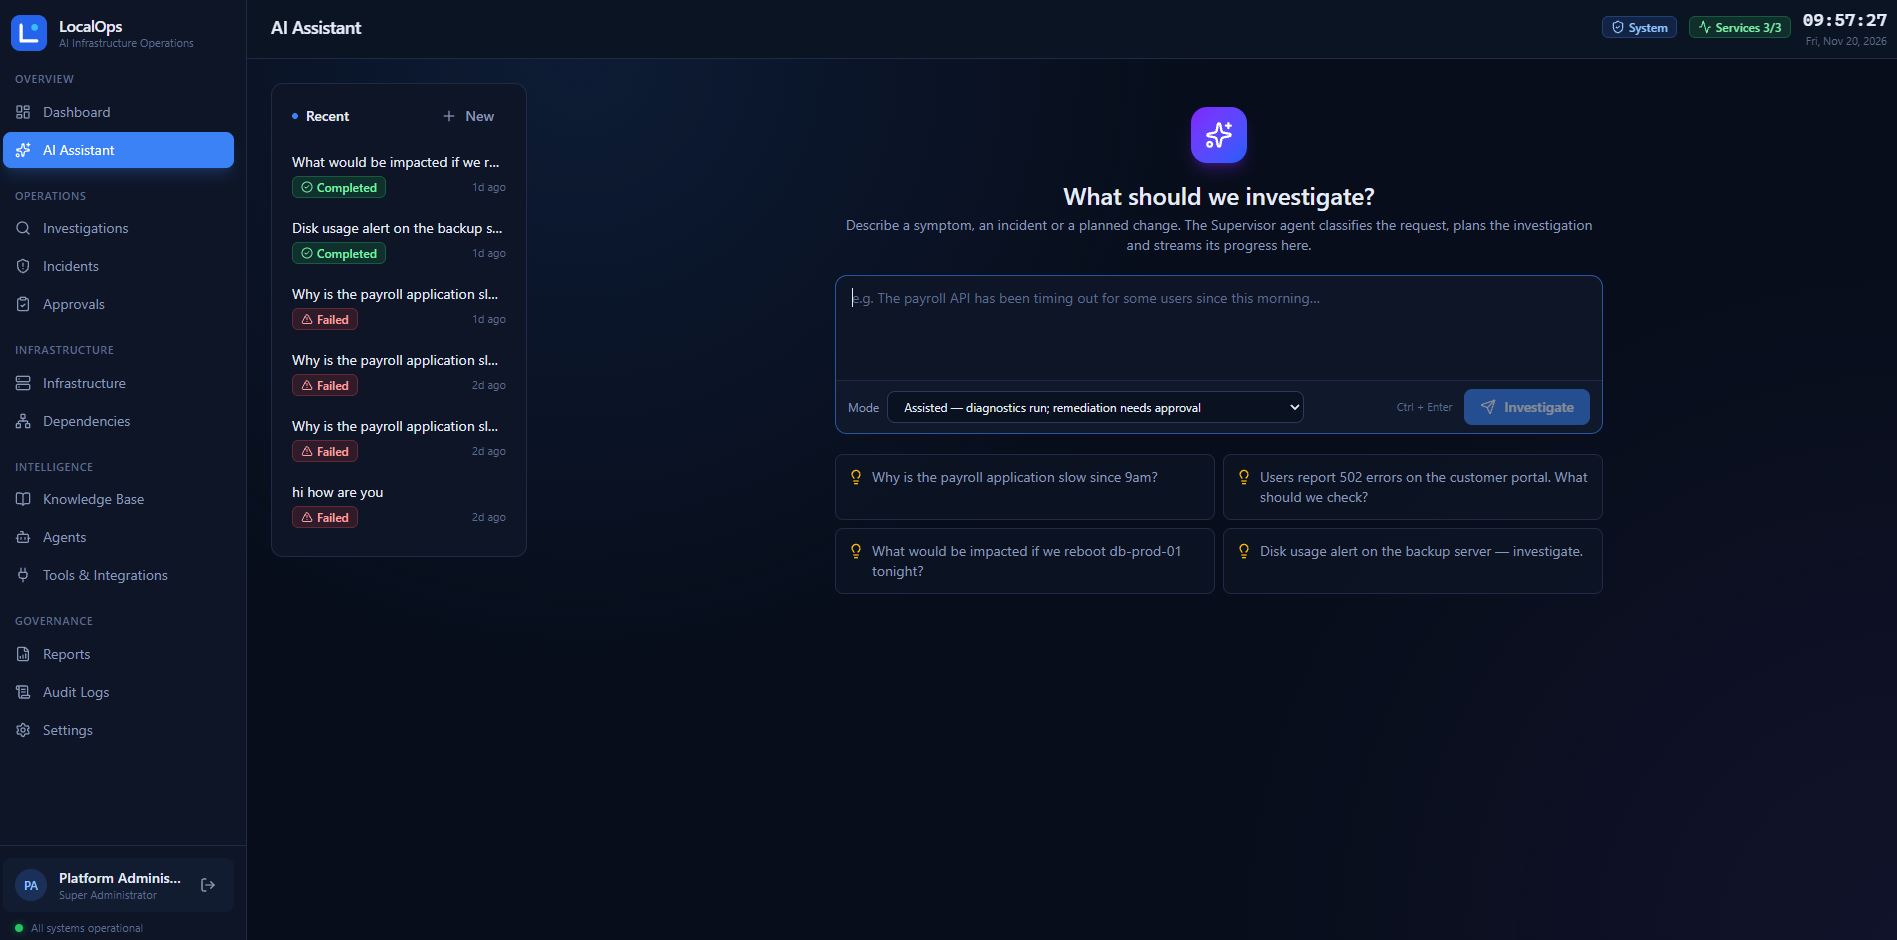 LocalOps
AI Infrastructure Operations
OVERVIEW
Dashboard
AI Assistant
OPERATIONS
Investigations
Incidents
Approvals
INFRASTRUCTURE
Infrastructure
Dependencies
INTELLIGENCE
Knowledge Base
Agents
Tools & Integrations
GOVERNANCE
Reports
Audit Logs
Settings
PA
Platform Adminis...
Super Administrator
All systems operational
AI Assistant
System
Services 3/3
09:57:27
Fri, Nov 20, 2026
Recent
New
What would be impacted if we r...
Completed
1d ago
Disk usage alert on the backup s...
Completed
1d ago
Why is the payroll application sl...
Failed
1d ago
Why is the payroll application sl...
Failed
2d ago
Why is the payroll application sl...
Failed
2d ago
hi how are you
Failed
2d ago
What should we investigate?
Describe a symptom, an incident or a planned change. The Supervisor agent classifies the request, plans the investigation
and streams its progress here.
e.g. The payroll API has been timing out for some users since this morning...
Mode
Assisted — diagnostics run; remediation needs approval
Ctrl + Enter
Investigate
Why is the payroll application slow since 9am?
Users report 502 errors on the customer portal. What
should we check?
What would be impacted if we reboot db-prod-01
tonight?
Disk usage alert on the backup server — investigate.